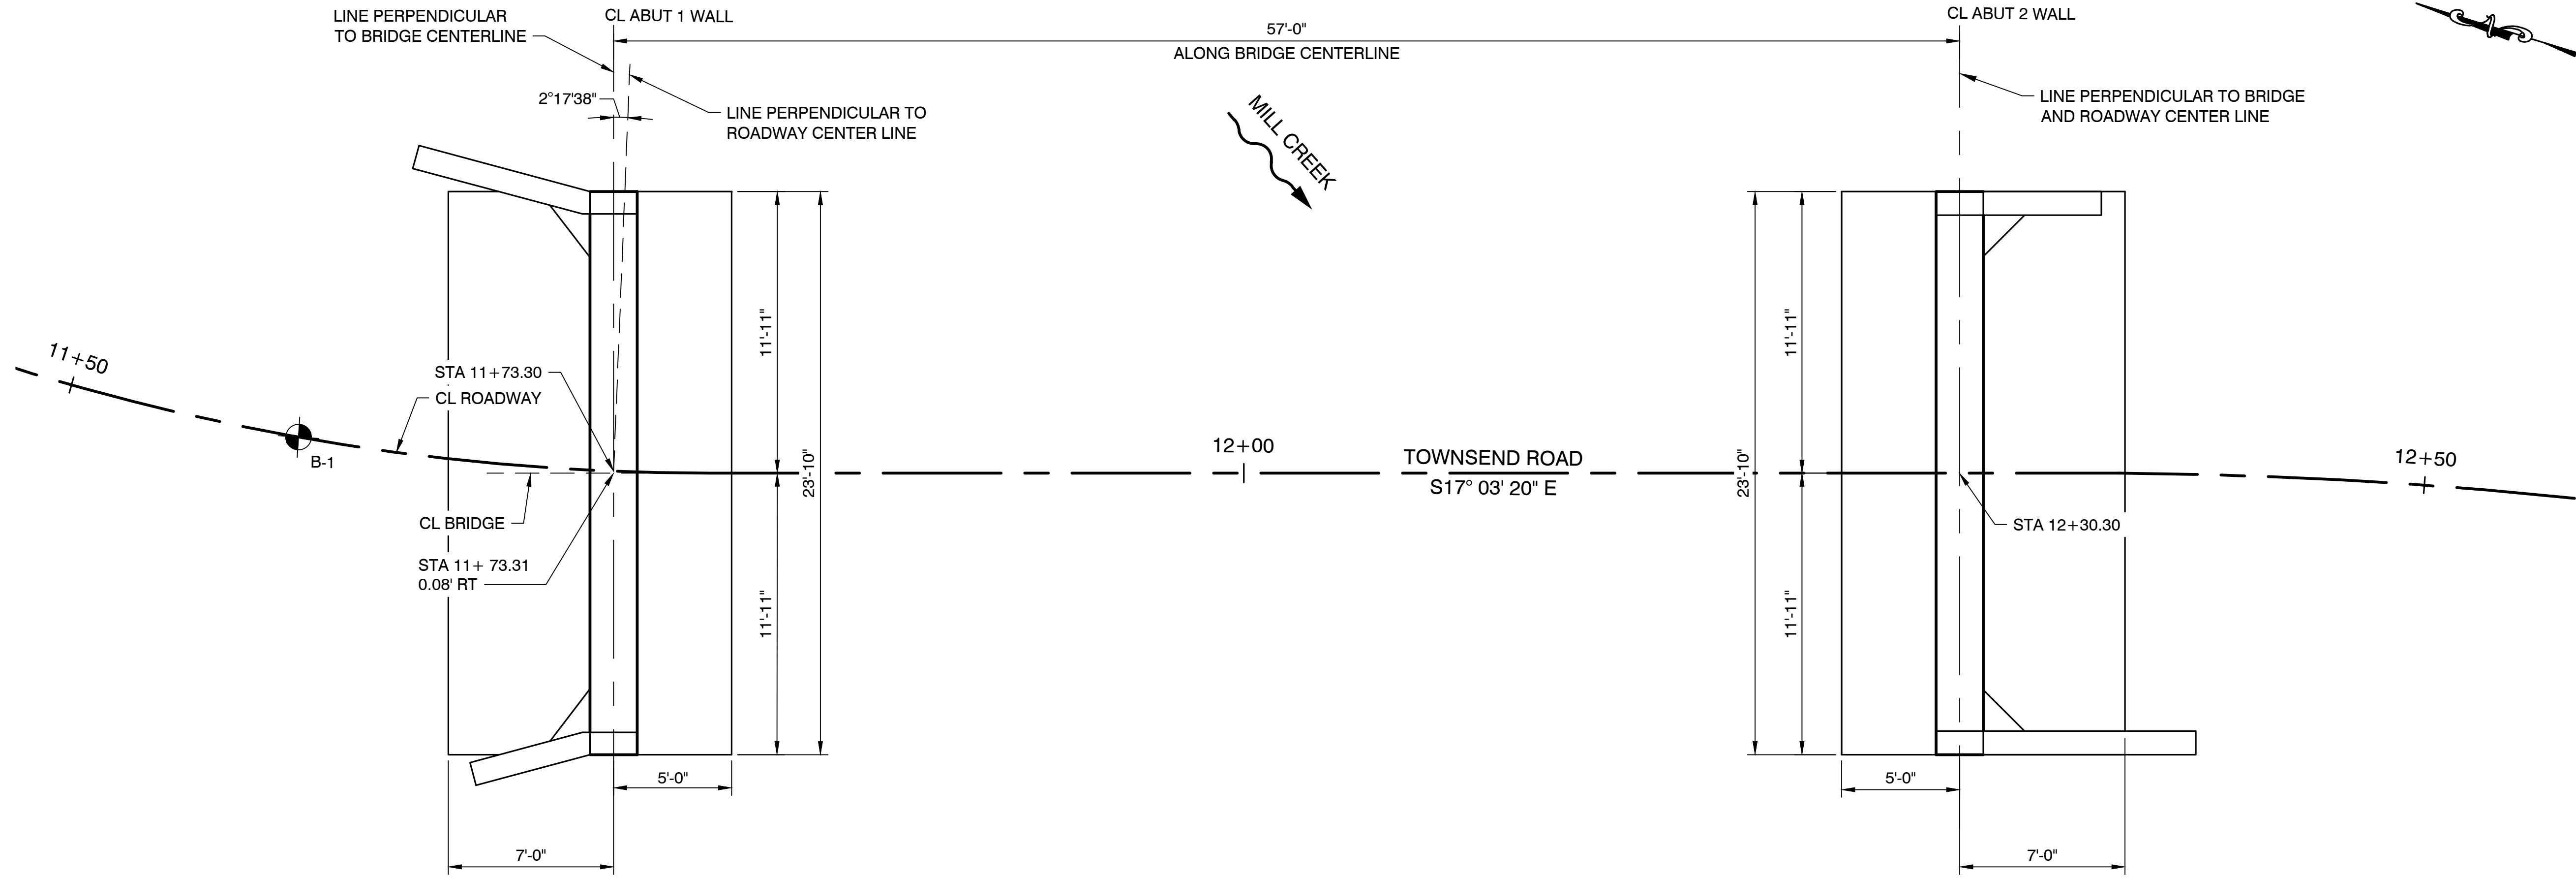 LINE PERPENDICULAR
TO BRIDGE CENTERLINE
CL ABUT 1 WALL
57'-0"
ALONG BRIDGE CENTERLINE
CL ABUT 2 WALL
2°17'38"
LINE PERPENDICULAR TO
ROADWAY CENTER LINE
MILL CREEK
LINE PERPENDICULAR TO BRIDGE
AND ROADWAY CENTER LINE
11+50
B-1
STA 11+73.30
CL ROADWAY
CL BRIDGE
STA 11+ 73.31
0.08' RT
11'-11"
11'-11"
23'-10"
12+00
TOWNSEND ROAD
S17° 03' 20" E
23'-10"
11'-11"
11'-11"
STA 12+30.30
12+50
5'-0"
7'-0"
5'-0"
7'-0"